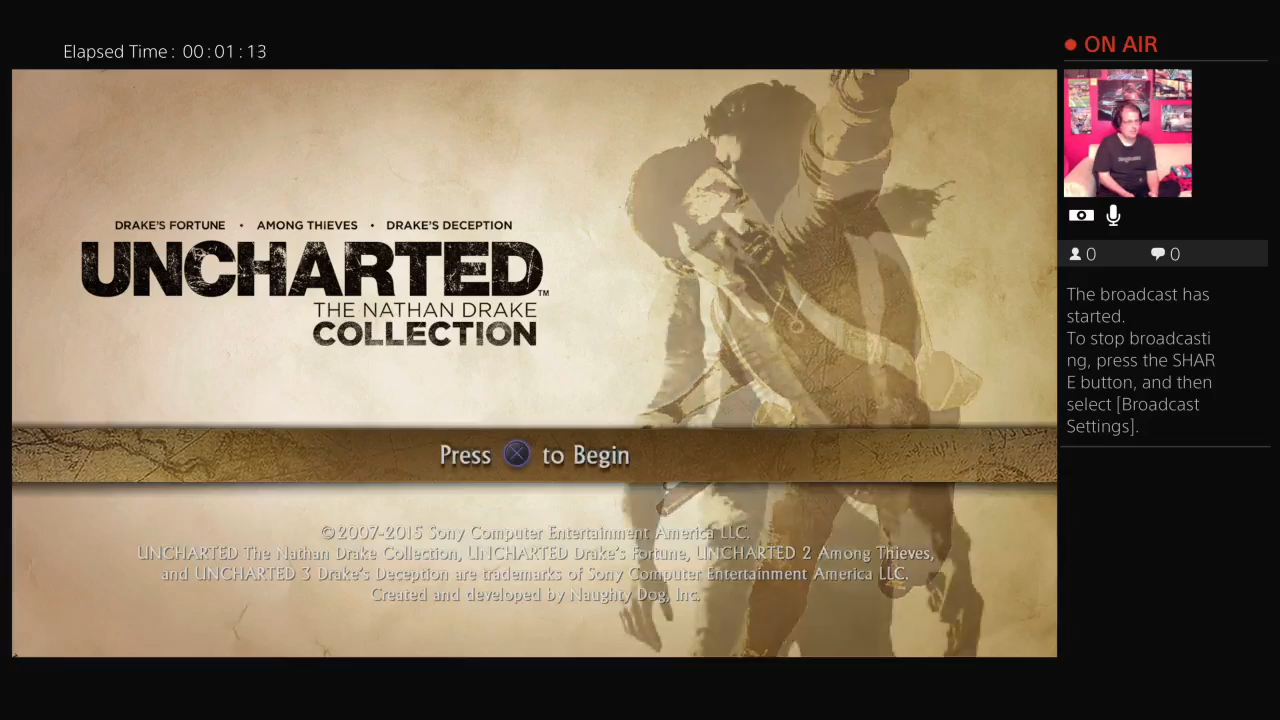 Elapsed Time: 00:01:13
ON AIR
DRAKE'S FORTUNE • AMONG THIEVES • DRAKE'S DECEPTION
UNCHARTED™
THE NATHAN DRAKE
COLLECTION
Press ⓧ to Begin
©2007-2015 Sony Computer Entertainment America LLC.
UNCHARTED The Nathan Drake Collection, UNCHARTED Drake's Fortune, UNCHARTED 2 Among Thieves,
and UNCHARTED 3 Drake's Deception are trademarks of Sony Computer Entertainment America LLC.
Created and developed by Naughty Dog, Inc.
0 0
The broadcast has
started.
To stop broadcasti
ng, press the SHAR
E button, and then
select [Broadcast
Settings].